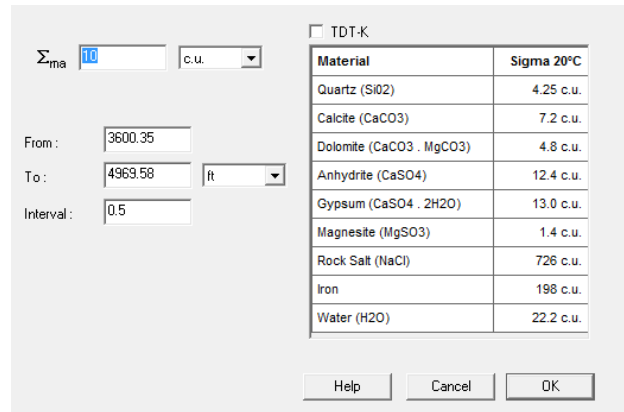 TDT-K
Σma 10 c.u.
Material Sigma 20ºC
Quartz (Si02) 4.25 c.u.
Calcite (CaCO3) 7.2 c.u.
Dolomite (CaCO3 . MgCO3) 4.8 c.u.
Anhydrite (CaSO4) 12.4 c.u.
Gypsum (CaSO4 . 2H2O) 13.0 c.u.
Magnesite (MgSO3) 1.4 c.u.
Rock Salt (NaCl) 726 c.u.
Iron 198 c.u.
Water (H2O) 22.2 c.u.
From : 3600.35
To : 4969.58 ft
Interval : 0.5
Help Cancel OK